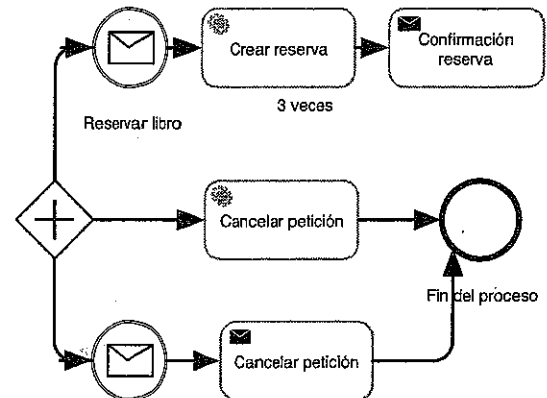 Crear reserva
Confirmación
reserva
3 veces
Reservar libro
Cancelar petición
Fin del proceso
Cancelar petición